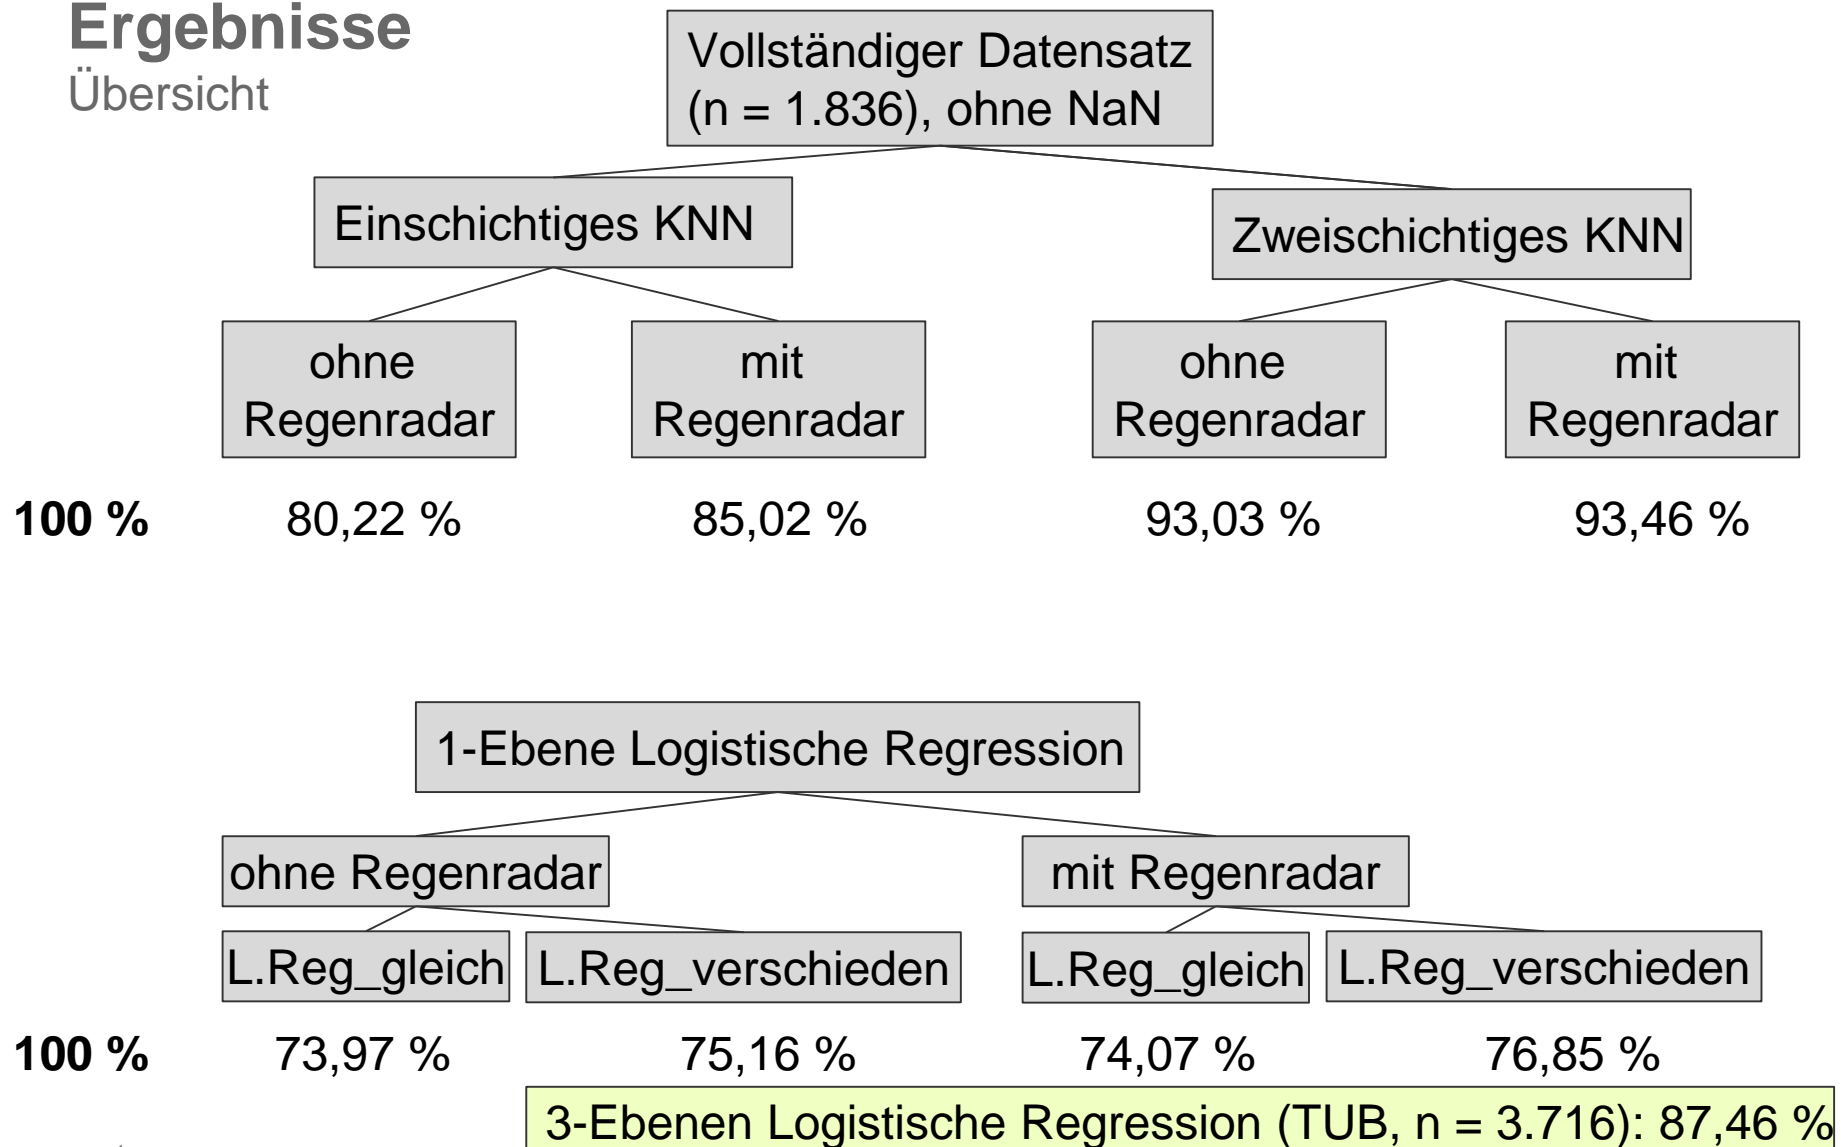 Ergebnisse
Übersicht
Vollständiger Datensatz
(n = 1.836), ohne NaN
Einschichtiges KNN
Zweischichtiges KNN
ohne
Regenradar
mit
Regenradar
ohne
Regenradar
mit
Regenradar
100 % 80,22 % 85,02 % 93,03 % 93,46 %
1-Ebene Logistische Regression
ohne Regenradar
mit Regenradar
L.Reg_gleich
L.Reg_verschieden
L.Reg_gleich
L.Reg_verschieden
100 % 73,97 % 75,16 % 74,07 % 76,85 %
3-Ebenen Logistische Regression (TUB, n = 3.716): 87,46 %